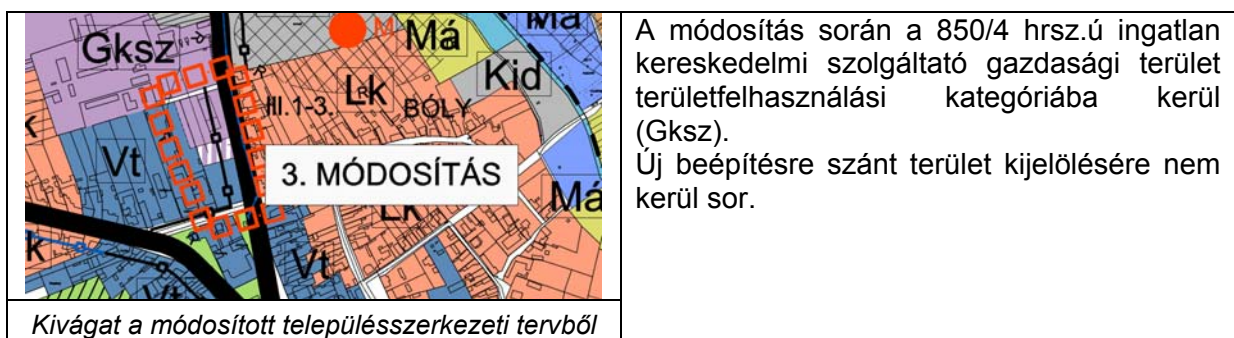 Gksz
M
Má
Má
Kid
Lk
III.1-3.
BÓLY
k
Vt
3. MÓDOSÍTÁS
Má
Lk
k
Vt
Vt
Kivágat a módosított településszerkezeti tervből
A módosítás során a 850/4 hrsz.ú ingatlan
kereskedelmi szolgáltató gazdasági terület
területfelhasználási kategóriába kerül
(Gksz).
Új beépítésre szánt terület kijelölésére nem
kerül sor.